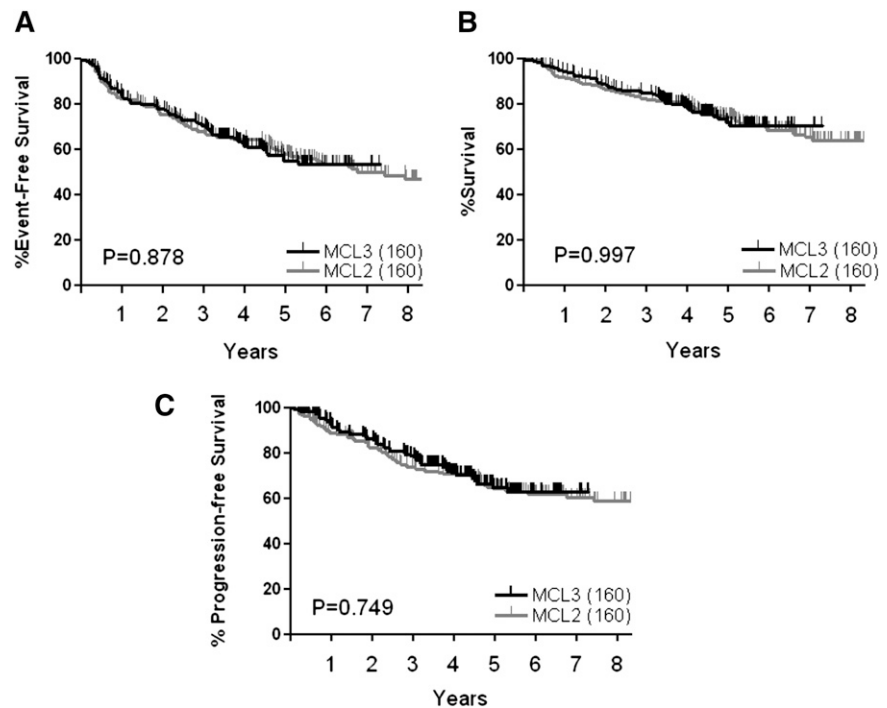 A
%Event-Free Survival
100
80
60
40
20
0
P=0.878
MCL3 (160)
MCL2 (160)
1 2 3 4 5 6 7 8
Years
B
%Survival
100
80
60
40
20
0
P=0.997
MCL3 (160)
MCL2 (160)
1 2 3 4 5 6 7 8
Years
C
% Progression-free Survival
100
80
60
40
20
0
P=0.749
MCL3 (160)
MCL2 (160)
1 2 3 4 5 6 7 8
Years